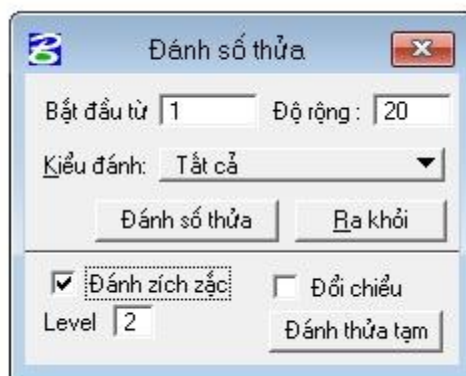 Đánh số thửa
Bắt đầu từ 1 Độ rộng : 20
Kiểu đánh: Tất cả
Đánh số thửa Ra khỏi
Đánh zích zắc Đổi chiều
Level 2 Đánh thửa tạm